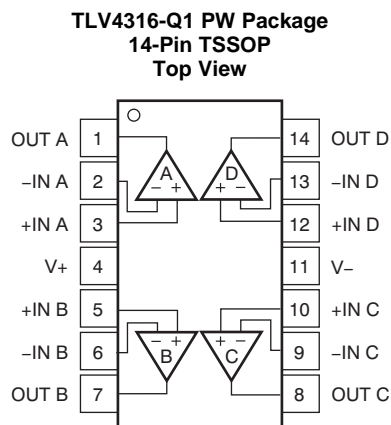 TLV4316-Q1 PW Package
14-Pin TSSOP
Top View
OUT A 1 14 OUT D
−IN A 2 13 −IN D
+IN A 3 12 +IN D
V+ 4 11 V−
+IN B 5 10 +IN C
−IN B 6 9 −IN C
OUT B 7 8 OUT C
A D
− + + −
− + + −
B C